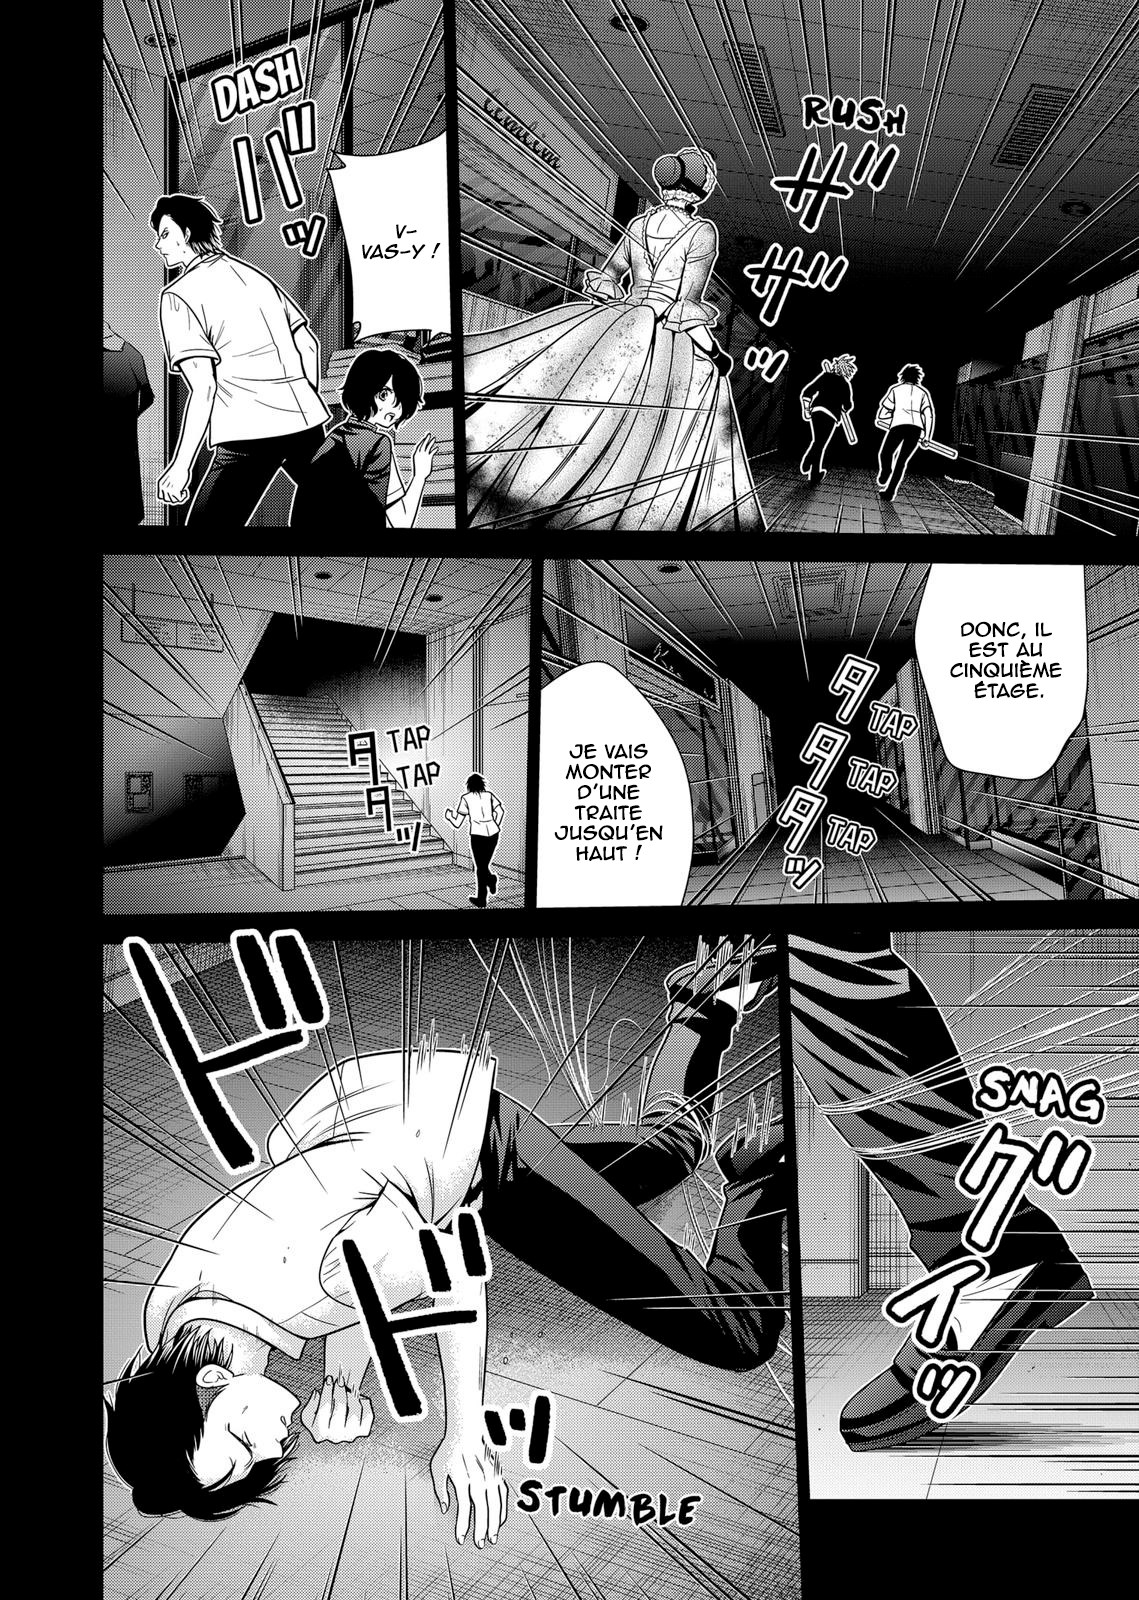 RUSH
ザザザッ
DASH
バッ
V-
VAS-Y !
DONC, IL
EST AU
CINQUIÈME
ÉTAGE.
タタタッ
TAP
TAP
TAP
JE VAIS
MONTER
D'UNE
TRAITE
JUSQU'EN
HAUT !
タタッ
TAP
TAP
SNAG
グイッ
ドドッ
STUMBLE